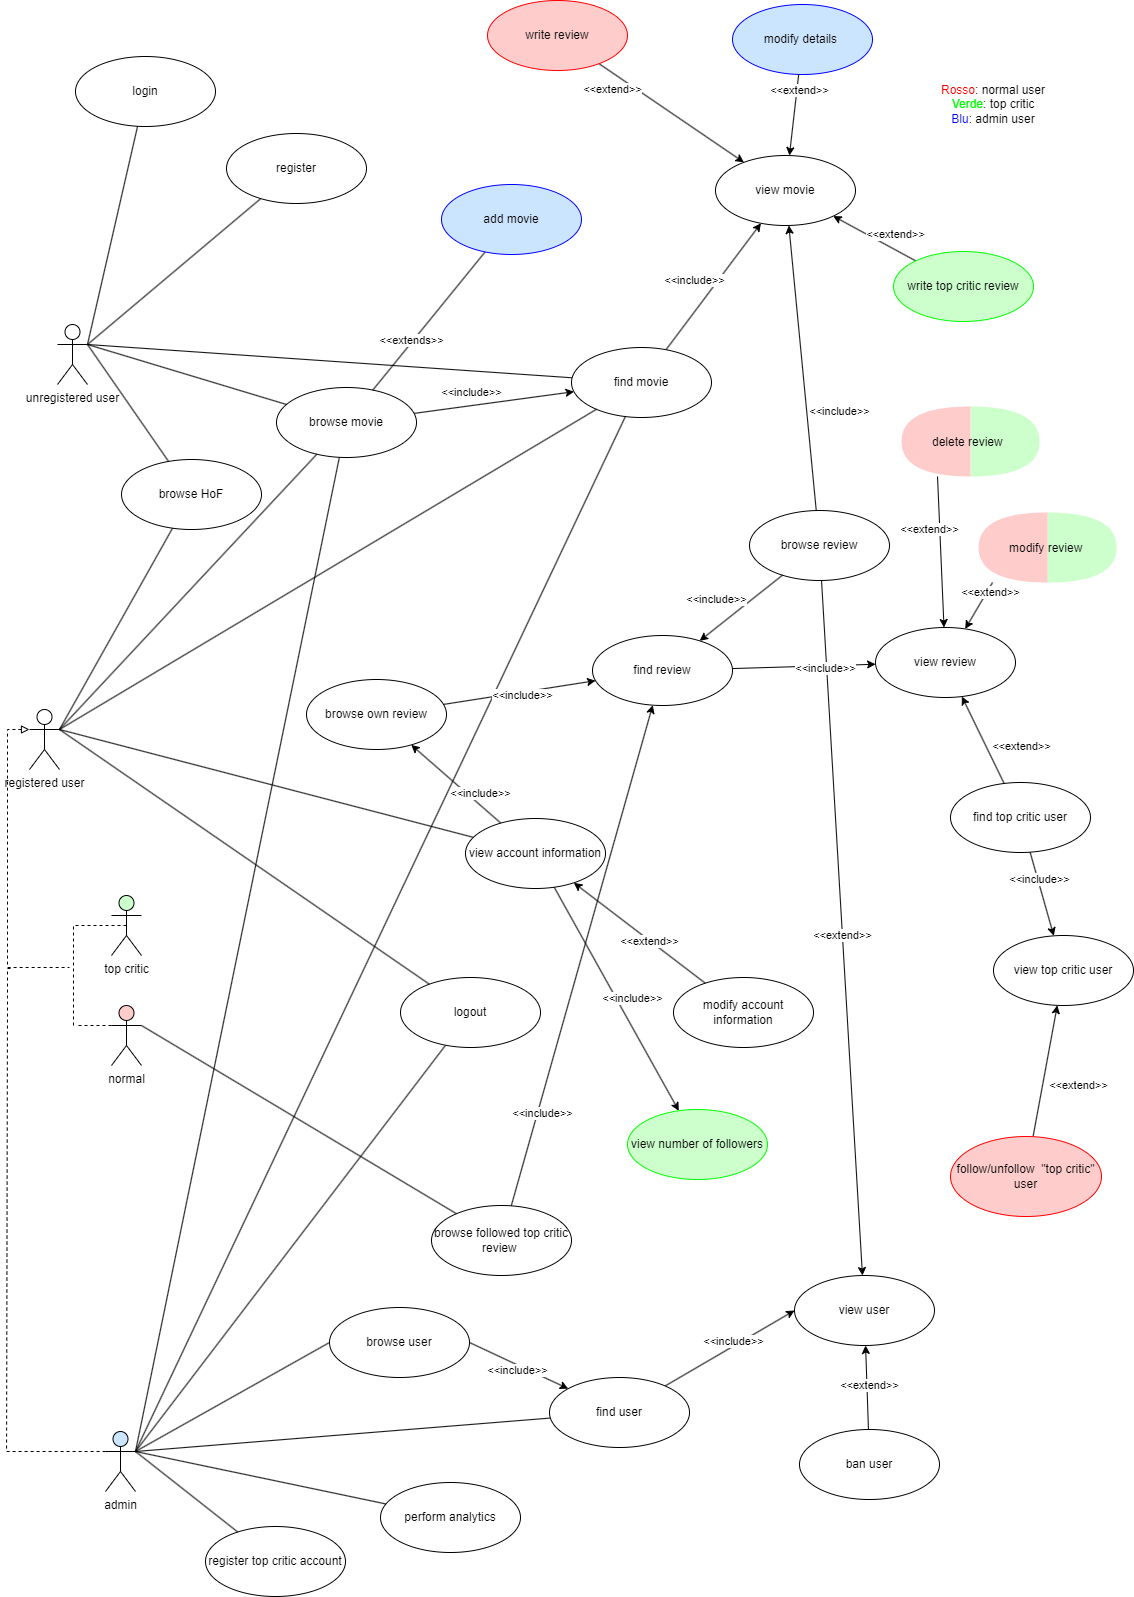 write review
modify details
<<extend>>
<<extend>>
Rosso: normal user
Verde: top critic
Blu: admin user
login
register
view movie
add movie
<<extend>>
write top critic review
<<include>>
unregistered user
<<extends>>
find movie
<<include>>
browse movie
<<include>>
delete review
browse HoF
<<extend>>
browse review
modify review
<<include>>
<<extend>>
find review
<<include>>
view review
browse own review
<<include>>
registered user
<<extend>>
<<include>>
find top critic user
view account information
<<include>>
top critic
<<extend>>
<<extend>>
view top critic user
<<include>>
logout
modify account
information
normal
<<extend>>
<<include>>
view number of followers
follow/unfollow  "top critic"
user
browse followed top critic
review
view user
browse user
<<include>>
<<include>>
<<extend>>
find user
ban user
admin
perform analytics
register top critic account